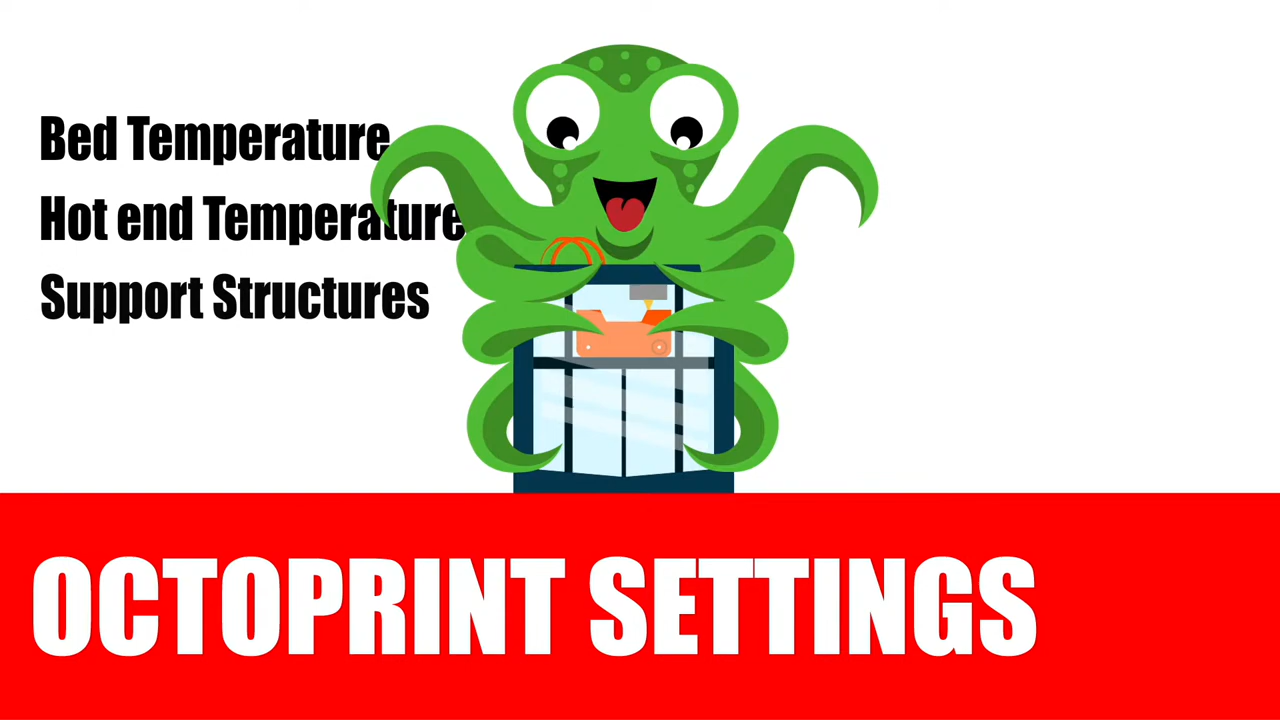 Bed Temperature
Hot end Temperature
Support Structures
OCTOPRINT SETTINGS